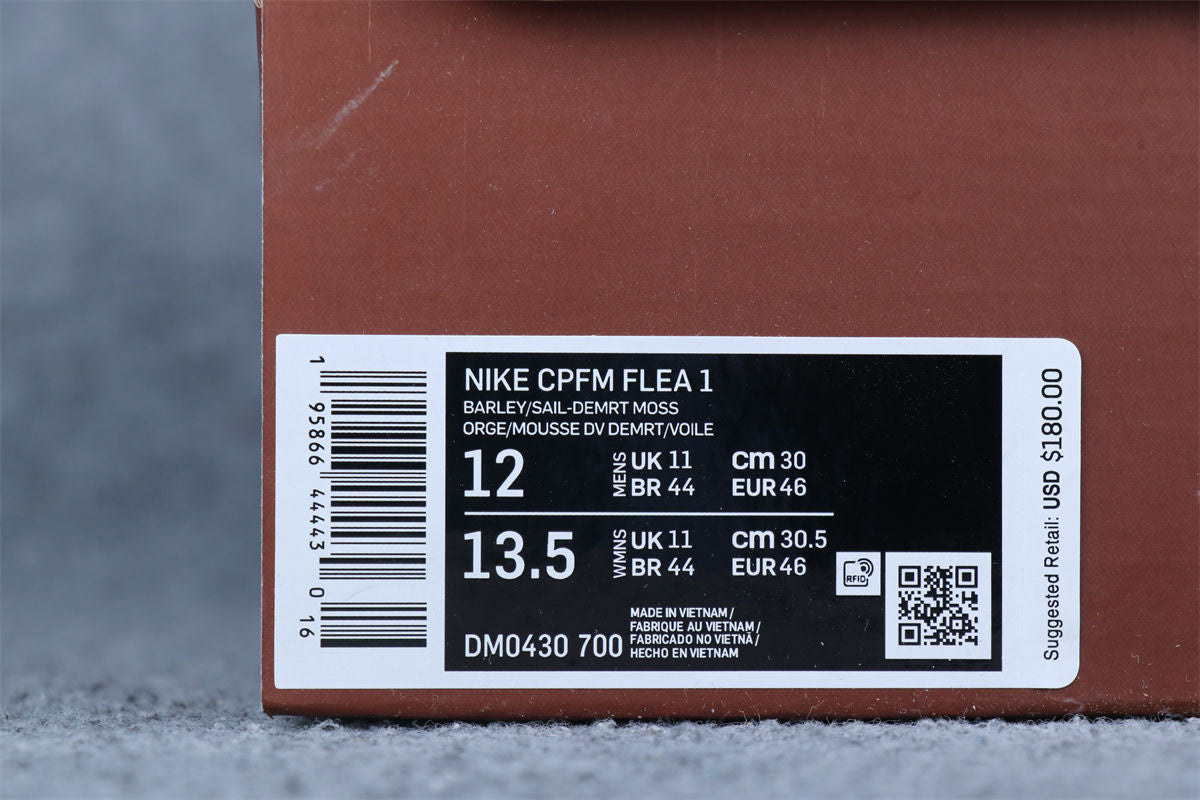 NIKE CPFM FLEA 1
BARLEY/SAIL-DEMRT MOSS
ORGE/MOUSSE DV DEMRT/VOILE
12 MENS UK 11 cm 30
BR 44 EUR 46
13.5 WMNS UK 11 cm 30.5
BR 44 EUR 46
RFID
DM0430 700
MADE IN VIETNAM /
FABRIQUE AU VIETNAM /
FABRICADO NO VIETNÃ /
HECHO EN VIETNAM
1 95866 44443 0 16
Suggested Retail: USD $180.00